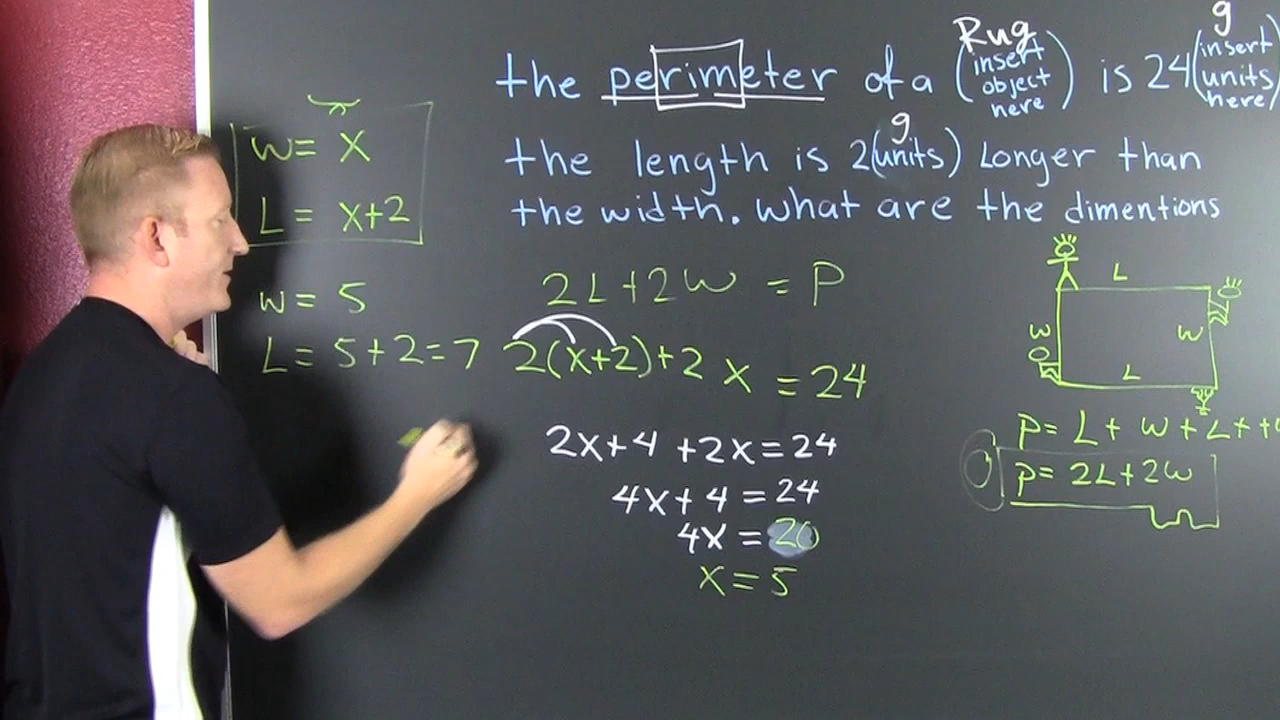 Rug g
the perimeter of a (insert object here) is 24 (insert units here)
g
the length is 2(units) Longer than
the width. What are the dimentions
w= x
L= x+2
w= 5
L= 5+2=7
2L+2W = P
2(x+2)+2x = 24
2x+4+2x=24
4x+4=24
4x=20
x=5
L
W W
L
P= L+W+L+
P=2L+2W